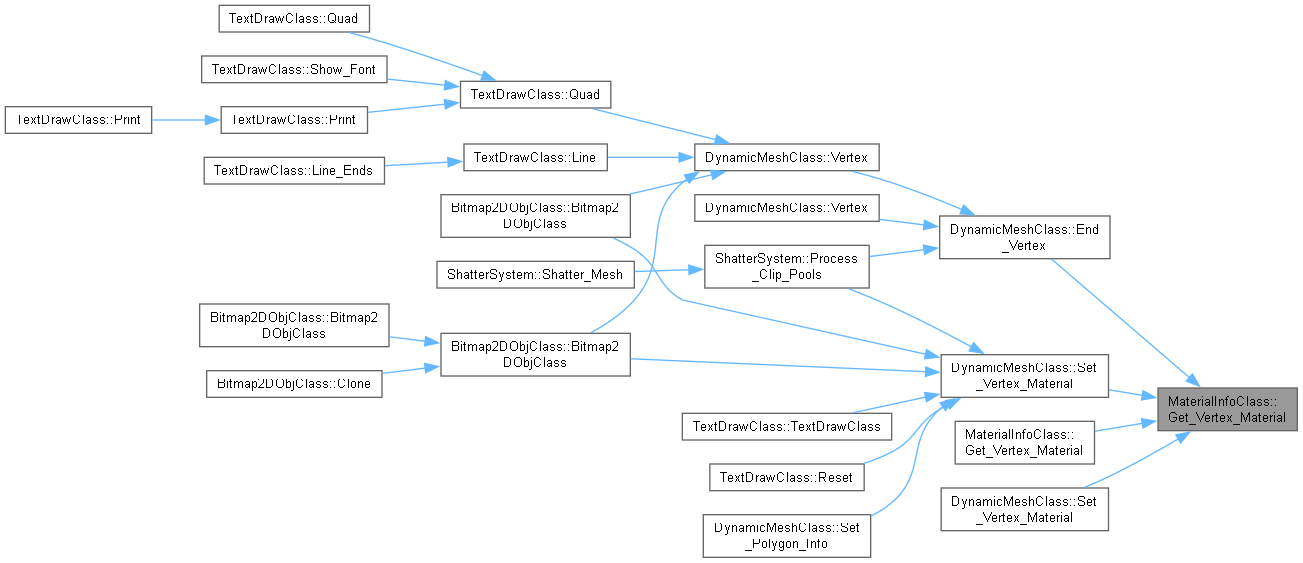 TextDrawClass::Quad
TextDrawClass::Show_Font
TextDrawClass::Quad
TextDrawClass::Print
TextDrawClass::Print
DynamicMeshClass::Vertex
TextDrawClass::Line
TextDrawClass::Line_Ends
Bitmap2DObjClass::Bitmap2
DObjClass
DynamicMeshClass::Vertex
DynamicMeshClass::End
_Vertex
ShatterSystem::Process
_Clip_Pools
ShatterSystem::Shatter_Mesh
Bitmap2DObjClass::Bitmap2
DObjClass
Bitmap2DObjClass::Bitmap2
DObjClass
Bitmap2DObjClass::Clone
DynamicMeshClass::Set
_Vertex_Material
MaterialInfoClass::
Get_Vertex_Material
TextDrawClass::TextDrawClass
MaterialInfoClass::
Get_Vertex_Material
TextDrawClass::Reset
DynamicMeshClass::Set
_Vertex_Material
DynamicMeshClass::Set
_Polygon_Info